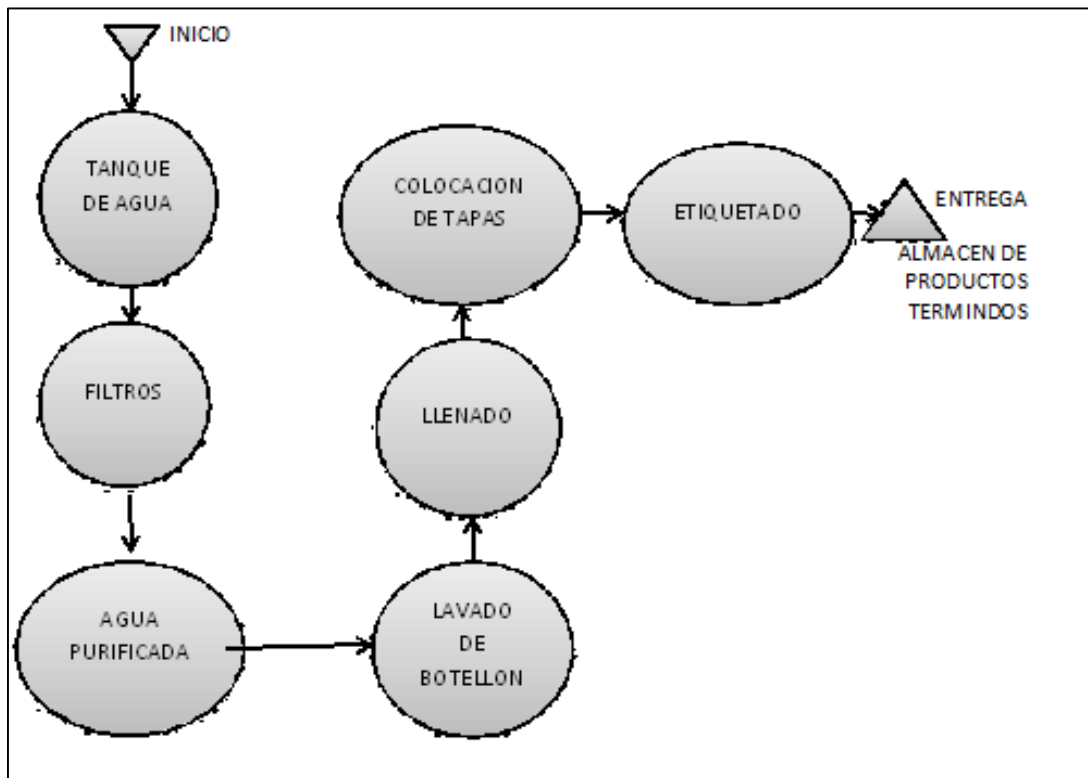 INICIO
TANQUE
DE AGUA
FILTROS
AGUA
PURIFICADA
LAVADO
DE
BOTELLON
LLENADO
COLOCACION
DE TAPAS
ETIQUETADO
ENTREGA
ALMACEN DE
PRODUCTOS
TERMINDOS